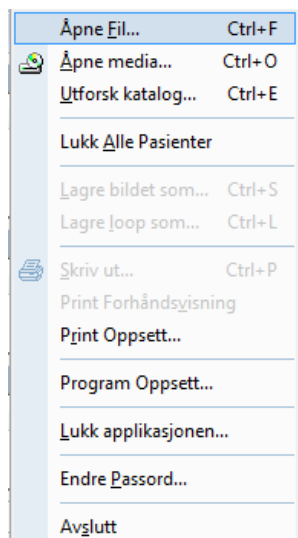 Åpne Fil... Ctrl+F
Åpne media... Ctrl+O
Utforsk katalog... Ctrl+E
Lukk Alle Pasienter
Lagre bildet som... Ctrl+S
Lagre loop som... Ctrl+L
Skriv ut... Ctrl+P
Print Forhåndsvisning
Print Oppsett...
Program Oppsett...
Lukk applikasjonen...
Endre Passord...
Avslutt